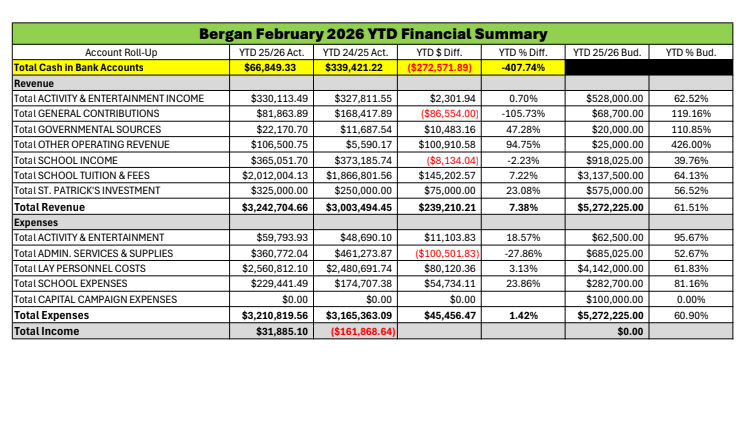 Bergan February 2026 YTD Financial Summary
Account Roll-Up YTD 25/26 Act. YTD 24/25 Act. YTD $ Diff. YTD % Diff. YTD 25/26 Bud. YTD % Bud.
Total Cash in Bank Accounts $66,849.33 $339,421.22 ($272,571.89) -407.74%
Revenue
Total ACTIVITY & ENTERTAINMENT INCOME $330,113.49 $327,811.55 $2,301.94 0.70% $528,000.00 62.52%
Total GENERAL CONTRIBUTIONS $81,863.89 $168,417.89 ($86,554.00) -105.73% $68,700.00 119.16%
Total GOVERNMENTAL SOURCES $22,170.70 $11,687.54 $10,483.16 47.28% $20,000.00 110.85%
Total OTHER OPERATING REVENUE $106,500.75 $5,590.17 $100,910.58 94.75% $25,000.00 426.00%
Total SCHOOL INCOME $365,051.70 $373,185.74 ($8,134.04) -2.23% $918,025.00 39.76%
Total SCHOOL TUITION & FEES $2,012,004.13 $1,866,801.56 $145,202.57 7.22% $3,137,500.00 64.13%
Total ST. PATRICK'S INVESTMENT $325,000.00 $250,000.00 $75,000.00 23.08% $575,000.00 56.52%
Total Revenue $3,242,704.66 $3,003,494.45 $239,210.21 7.38% $5,272,225.00 61.51%
Expenses
Total ACTIVITY & ENTERTAINMENT $59,793.93 $48,690.10 $11,103.83 18.57% $62,500.00 95.67%
Total ADMIN. SERVICES & SUPPLIES $360,772.04 $461,273.87 ($100,501.83) -27.86% $685,025.00 52.67%
Total LAY PERSONNEL COSTS $2,560,812.10 $2,480,691.74 $80,120.36 3.13% $4,142,000.00 61.83%
Total SCHOOL EXPENSES $229,441.49 $174,707.38 $54,734.11 23.86% $282,700.00 81.16%
Total CAPITAL CAMPAIGN EXPENSES $0.00 $0.00 $0.00 $100,000.00 0.00%
Total Expenses $3,210,819.56 $3,165,363.09 $45,456.47 1.42% $5,272,225.00 60.90%
Total Income $31,885.10 ($161,868.64) $0.00